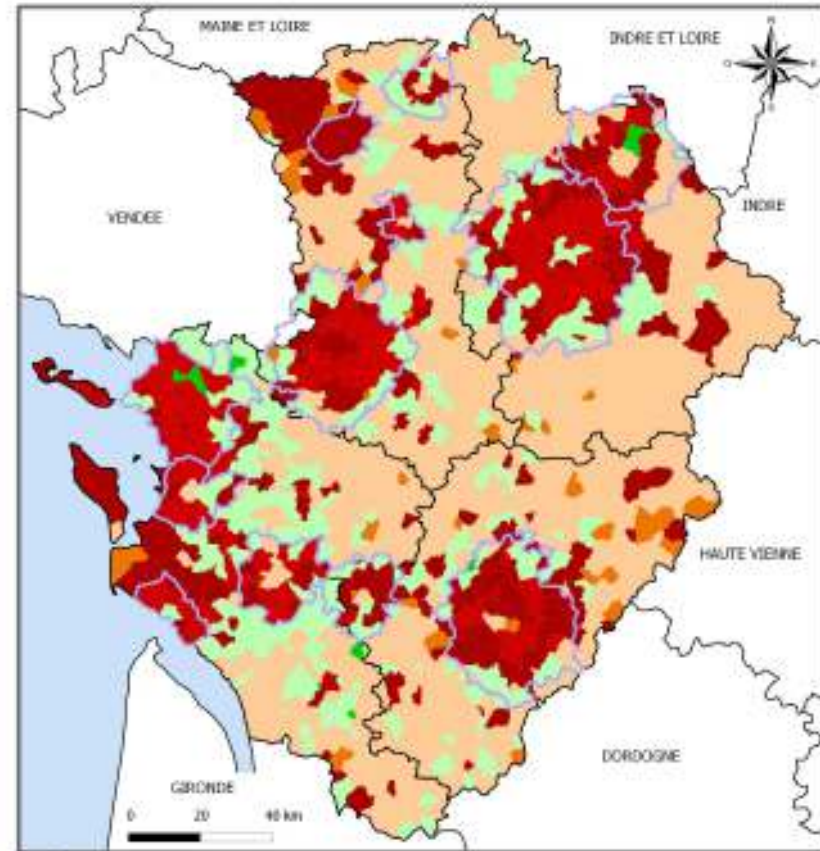 MAINE ET LOIRE
INDRE ET LOIRE
N
O
E
S
VENDEE
INDRE
HAUTE VIENNE
DORDOGNE
GIRONDE
0 20 40 km